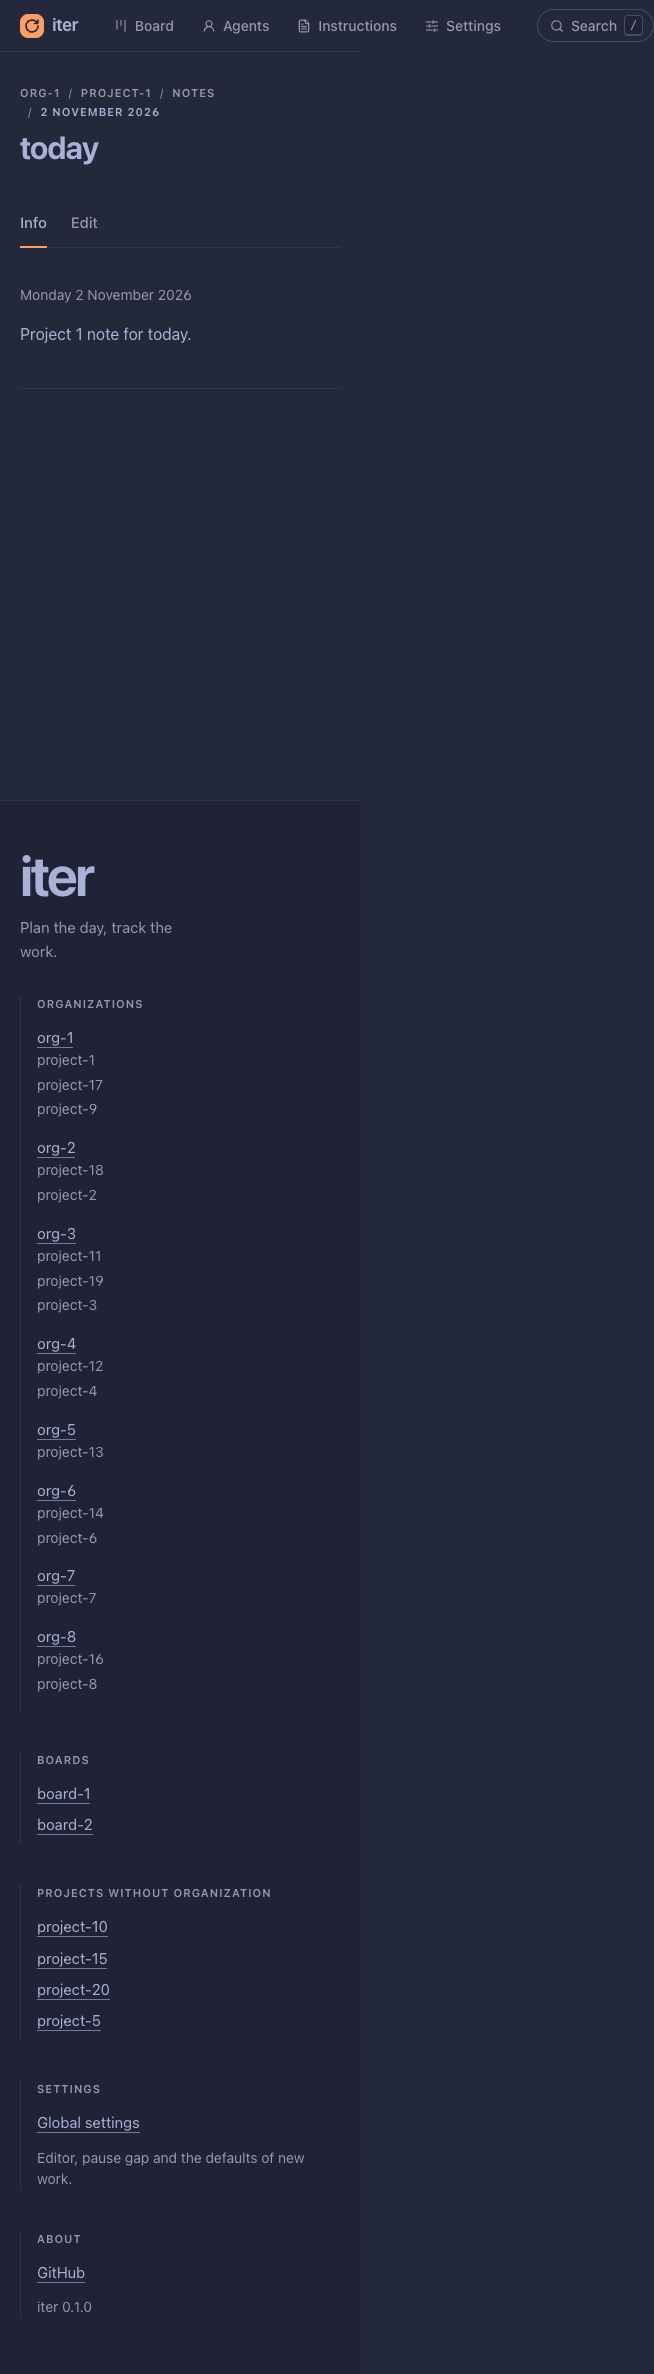 iter Board Agents Instructions Settings Search /
ORG-1 / PROJECT-1 / NOTES
/ 2 NOVEMBER 2026
today
Info Edit
Monday 2 November 2026
Project 1 note for today.
iter
Plan the day, track the
work.
ORGANIZATIONS
org-1
project-1
project-17
project-9
org-2
project-18
project-2
org-3
project-11
project-19
project-3
org-4
project-12
project-4
org-5
project-13
org-6
project-14
project-6
org-7
project-7
org-8
project-16
project-8
BOARDS
board-1
board-2
PROJECTS WITHOUT ORGANIZATION
project-10
project-15
project-20
project-5
SETTINGS
Global settings
Editor, pause gap and the defaults of new
work.
ABOUT
GitHub
iter 0.1.0